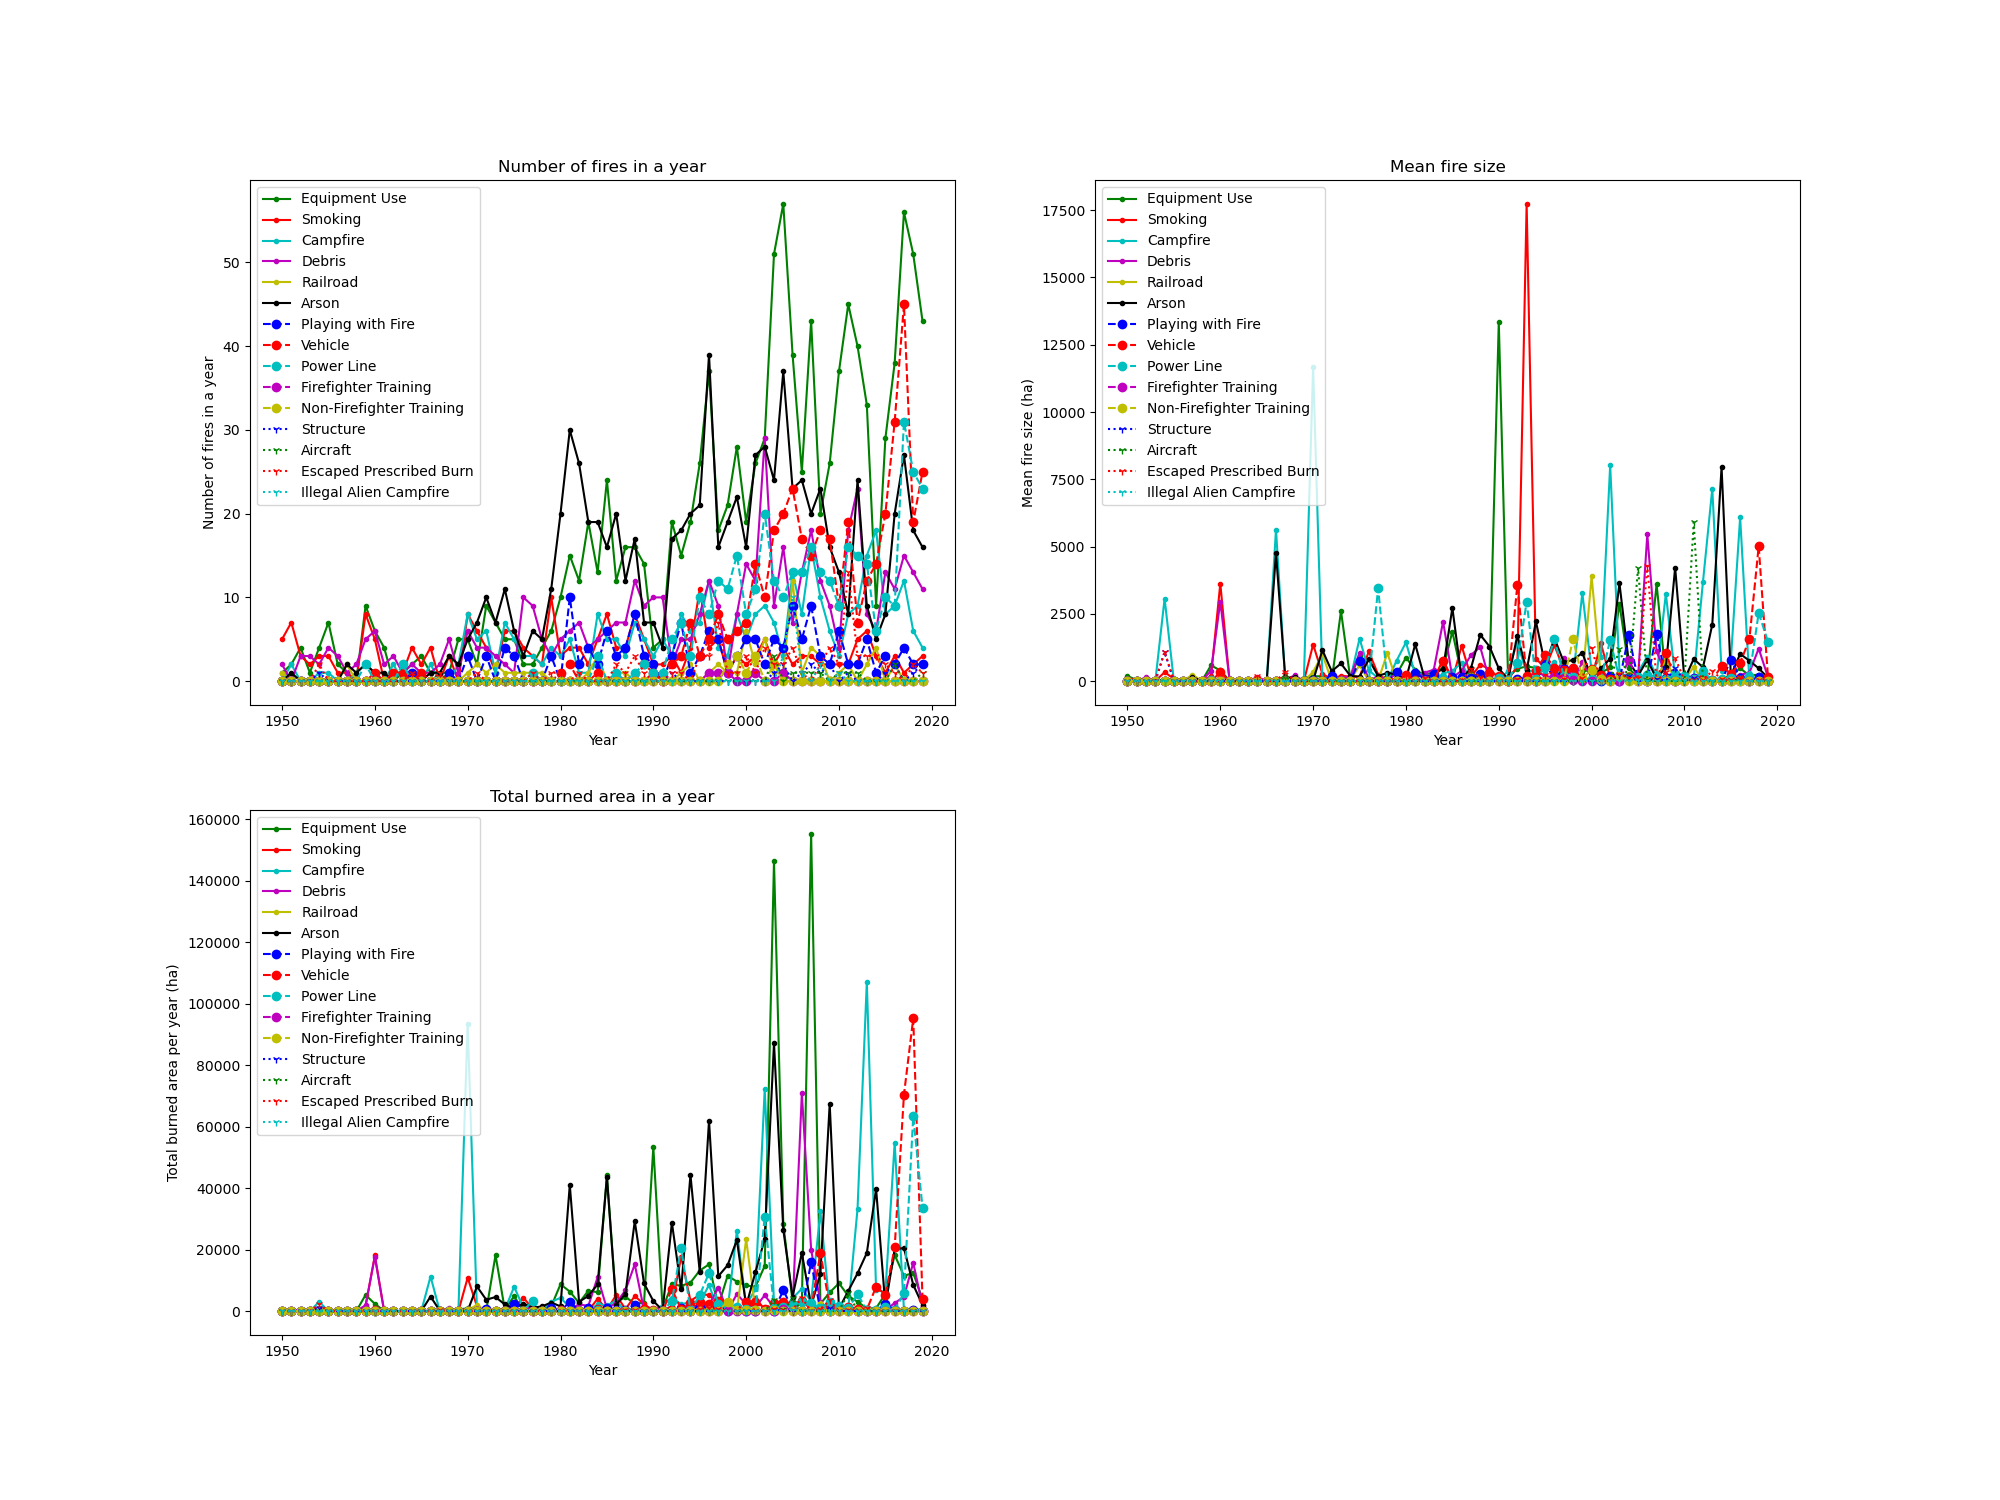 Number of fires in a year
Number of fires in a year
50
40
30
20
10
0
Equipment Use
Smoking
Campfire
Debris
Railroad
Arson
Playing with Fire
Vehicle
Power Line
Firefighter Training
Non-Firefighter Training
Structure
Aircraft
Escaped Prescribed Burn
Illegal Alien Campfire
1950 1960 1970 1980 1990 2000 2010 2020
Year
Mean fire size
Mean fire size (ha)
17500
15000
12500
10000
7500
5000
2500
0
Equipment Use
Smoking
Campfire
Debris
Railroad
Arson
Playing with Fire
Vehicle
Power Line
Firefighter Training
Non-Firefighter Training
Structure
Aircraft
Escaped Prescribed Burn
Illegal Alien Campfire
1950 1960 1970 1980 1990 2000 2010 2020
Year
Total burned area in a year
Total burned area per year (ha)
160000
140000
120000
100000
80000
60000
40000
20000
0
Equipment Use
Smoking
Campfire
Debris
Railroad
Arson
Playing with Fire
Vehicle
Power Line
Firefighter Training
Non-Firefighter Training
Structure
Aircraft
Escaped Prescribed Burn
Illegal Alien Campfire
1950 1960 1970 1980 1990 2000 2010 2020
Year